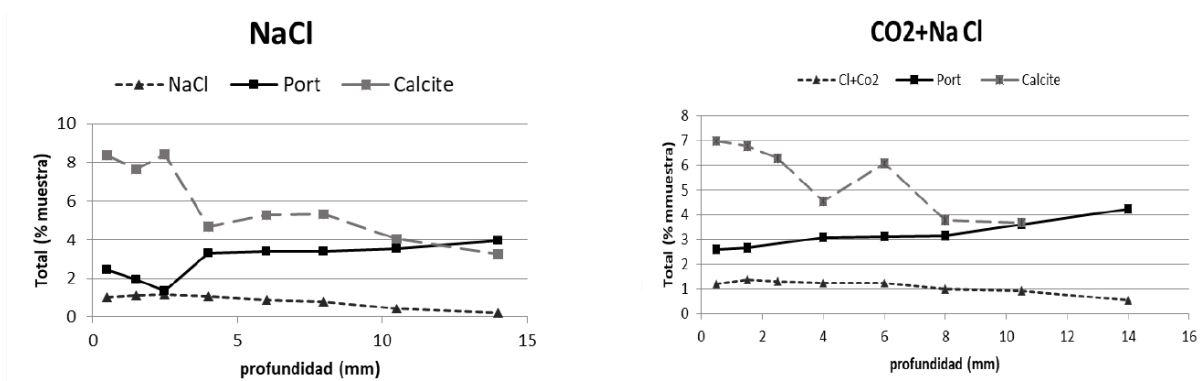 NaCl
NaCl Port Calcite
Total (% muestra)
10
8
6
4
2
0
0 5 10 15
profundidad (mm)
CO2+Na Cl
Cl+Co2 Port Calcite
Total (% mmuestra)
8
7
6
5
4
3
2
1
0
0 2 4 6 8 10 12 14 16
profundidad (mm)